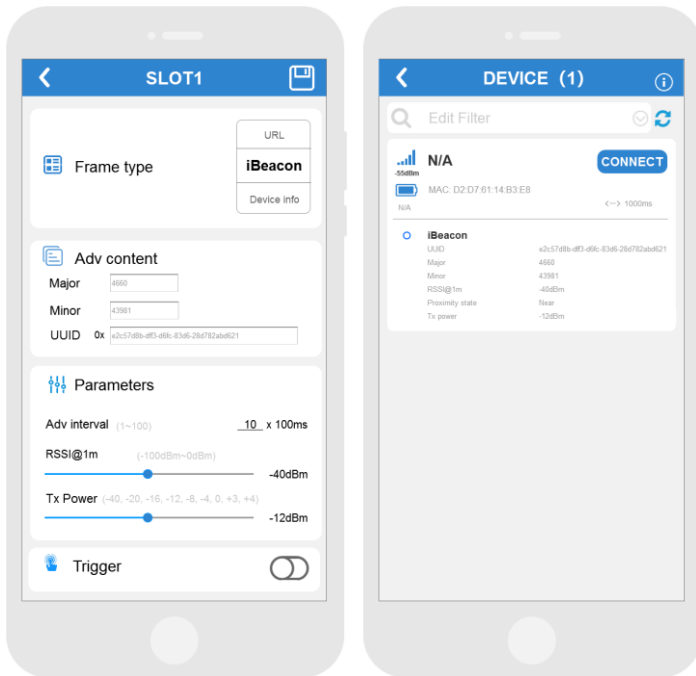 SLOT1
Frame type
URL
iBeacon
Device info
Adv content
Major 4660
Minor 43981
UUID 0x e2c57d8b-dff3-d6fc-83d6-28d782abd621
Parameters
Adv interval (1~100) 10 x 100ms
RSSI@1m (-100dBm~0dBm)
-40dBm
Tx Power (-40, -20, -16, -12, -8, -4, 0, +3, +4)
-12dBm
Trigger
DEVICE (1)
Edit Filter
-55dBm
N/A
CONNECT
MAC: D2:D7:61:14:B3:E8
N/A
<--> 1000ms
iBeacon
UUID e2c57d8b-dff3-d6fc-83d6-28d782abd621
Major 4660
Minor 43981
RSSI@1m -40dBm
Proximity state Near
Tx power -12dBm